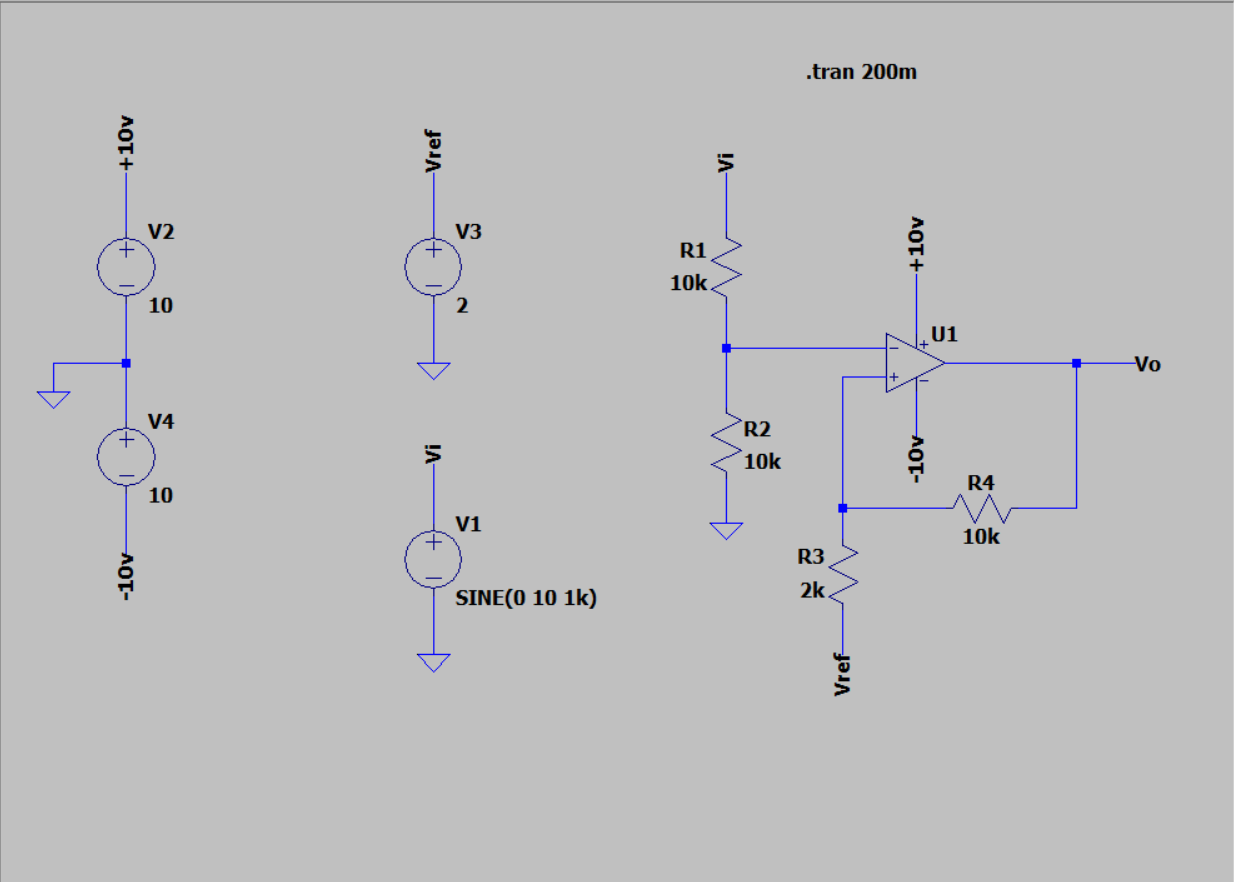 .tran 200m
+10v
V2
10
V4
10
-10v
Vref
V3
2
Vi
V1
SINE(0 10 1k)
Vi
R1
10k
R2
10k
+10v
U1
-10v
Vo
R4
10k
R3
2k
Vref